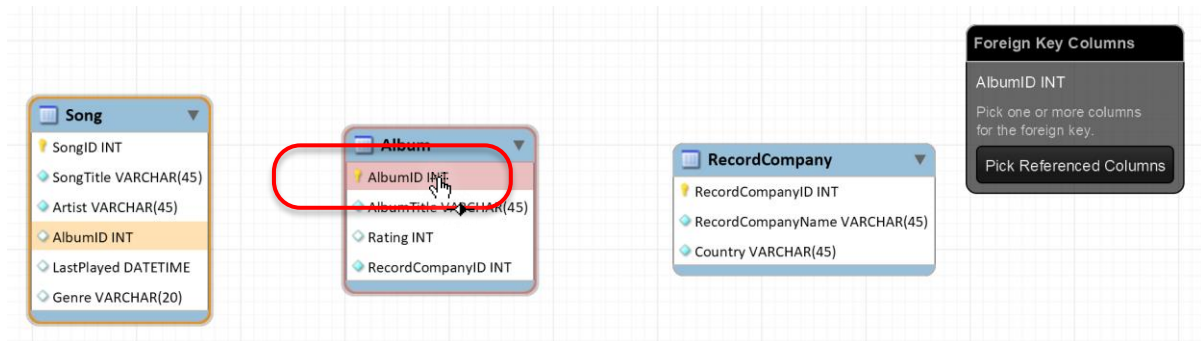 Song
SongID INT
SongTitle VARCHAR(45)
Artist VARCHAR(45)
AlbumID INT
LastPlayed DATETIME
Genre VARCHAR(20)
Album
AlbumID INT
AlbumTitle VARCHAR(45)
Rating INT
RecordCompanyID INT
RecordCompany
RecordCompanyID INT
RecordCompanyName VARCHAR(45)
Country VARCHAR(45)
Foreign Key Columns
AlbumID INT
Pick one or more columns
for the foreign key.
Pick Referenced Columns